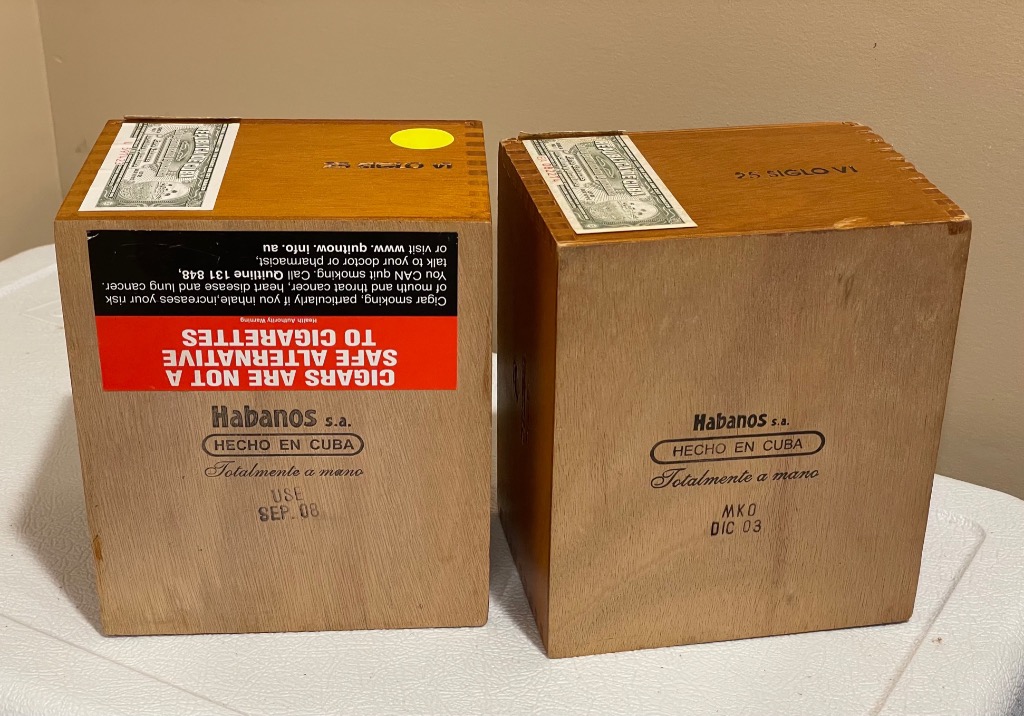 CIGARS ARE NOT A
SAFE ALTERNATIVE
TO CIGARETTES
Health Authority Warning
Cigar smoking, particularly if you inhale,increases your risk
of mouth and throat cancer, heart disease and lung cancer.
You CAN quit smoking. Call Quitline 131 848,
talk to your doctor or pharmacist,
or visit www. quitnow. info. au
Habanos s.a.
HECHO EN CUBA
Totalmente a mano
USE
SEP. 08
25 SIGLO VI
Habanos s.a.
HECHO EN CUBA
Totalmente a mano
MKO
DIC 03